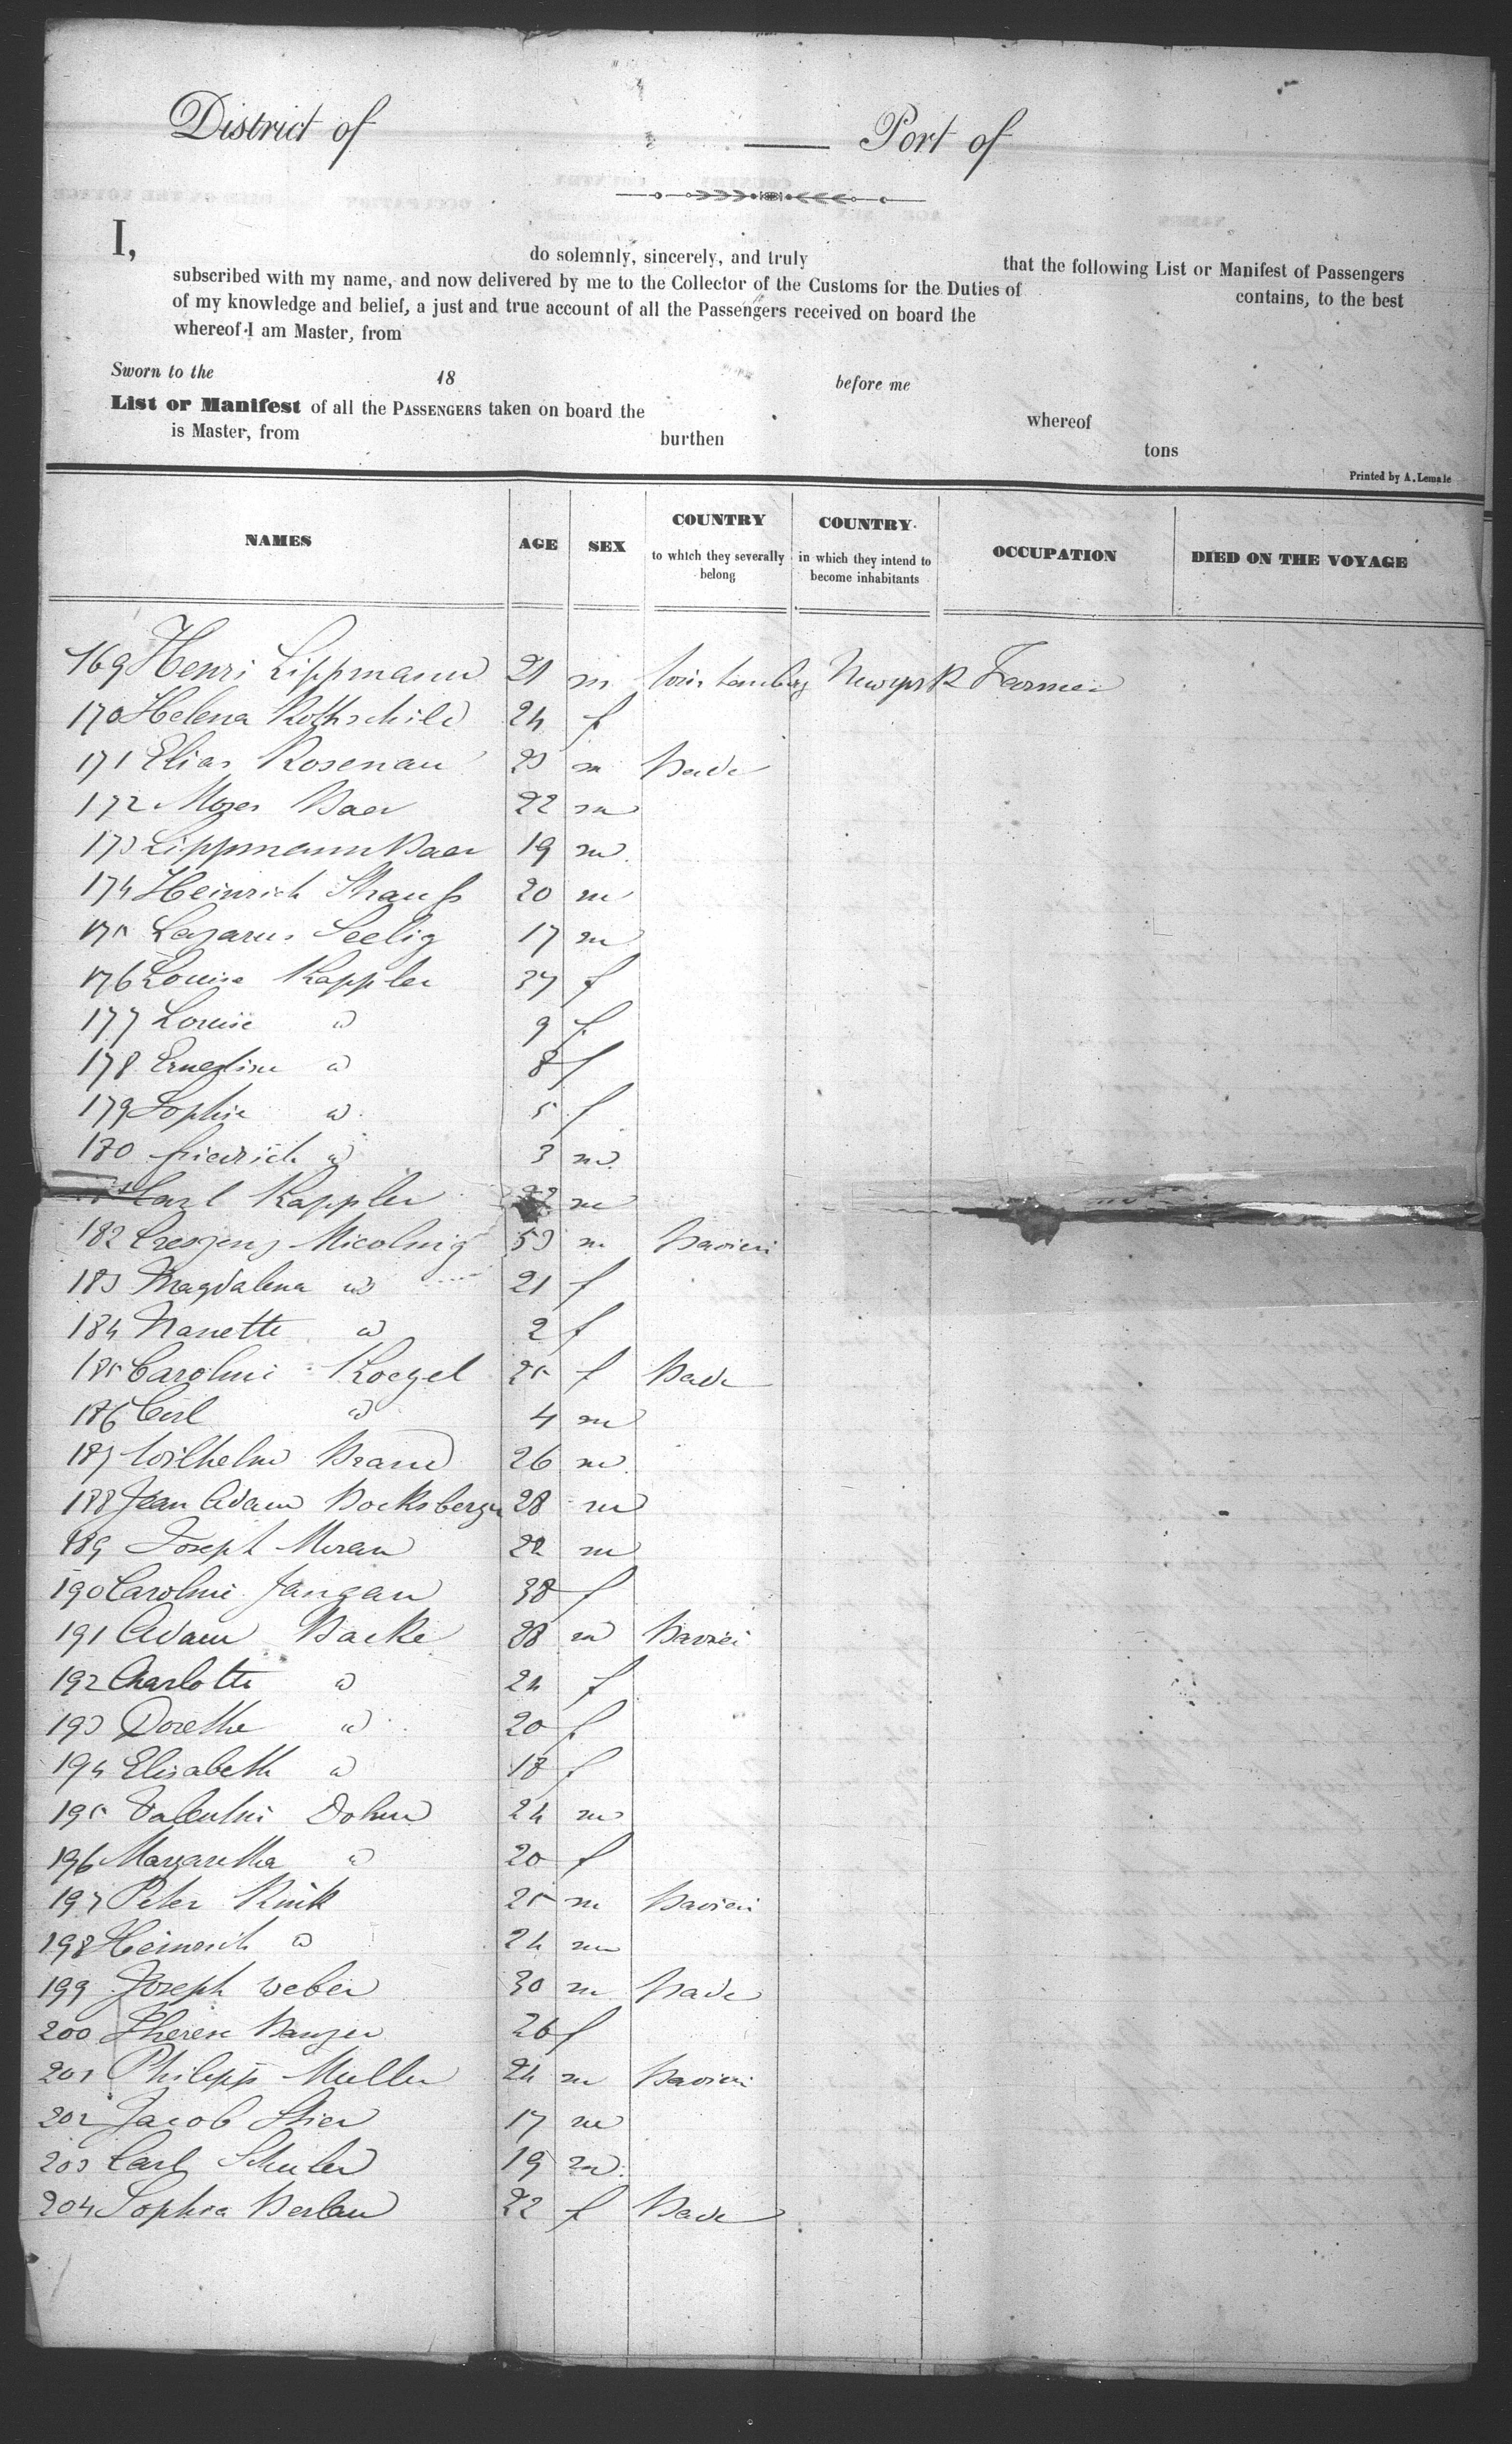 District of Port of
I, do solemnly, sincerely, and truly that the following List or Manifest of Passengers
subscribed with my name, and now delivered by me to the Collector of the Customs for the Duties of contains, to the best
of my knowledge and belief, a just and true account of all the Passengers received on board the
whereof I am Master, from
Sworn to the 18 before me
List or Manifest of all the PASSENGERS taken on board the whereof
is Master, from burthen tons
Printed by A. Lemale
NAMES AGE SEX COUNTRY to which they severally belong COUNTRY in which they intend to become inhabitants OCCUPATION DIED ON THE VOYAGE
169 Henri Lippmann 21 m Wurtemberg Newyork Farmer
170 Helena Rothschild 24 f
171 Elias Rosenau 23 m Bade
172 Mozes Baer 22 m
173 Lippmann Baer 19 m
174 Heinrich Strauß 20 m
175 Lazarus Seelig 17 m
176 Louise Kappler 37 f
177 Louise d 9 f
178 Ernestine d 8 f
179 Sophie d 5 f
180 friedrich d 3 m
Carl Kappler m
182 Creszenz Micolnig 53 m Baviere
183 Magdalena d 21 f
184 Nanette d 2 f
185 Caroline Koegel 25 f Bade
186 Carl d 4 m
187 Wilhelm Brand 26 m
188 Jean Adam Bocksberger 28 m
189 Joseph 22 m
190 Caroline 38 f
191 Adam Backe 38 m Baviere
192 Charlotte d 24 f
193 Dorethe d 20 f
194 Elisabeth d 18 f
195 Valentin Dohm 24 m
196 Margaretha d 20 f
197 Peter Kink 25 m Baviere
198 Heinrich d 24 m
199 Joseph Weber 30 m Bade
200 Therese 26 f
201 Philipp Muller 24 m Baviere
202 Jacob Stier 17 m
203 Carl Schuler 19 m
204 Sophia 22 f Bade